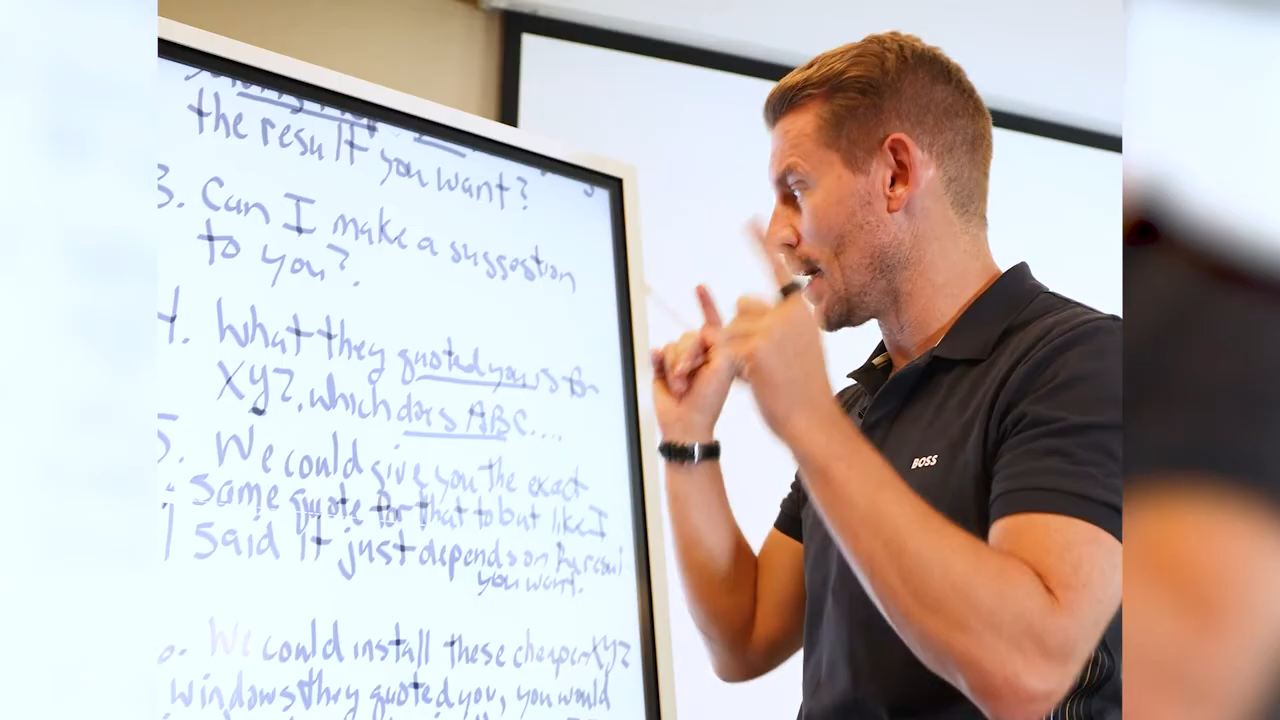 the result you want?
3. Can I make a suggestion
to you?
4. What they quoted you is for
XYZ, which does ABC....
5. We could give you the exact
Same quote for that to but like I
Said it just depends on the result
you want.
We could install these cheaper XYZ
windows they quoted you, you would
BOSS